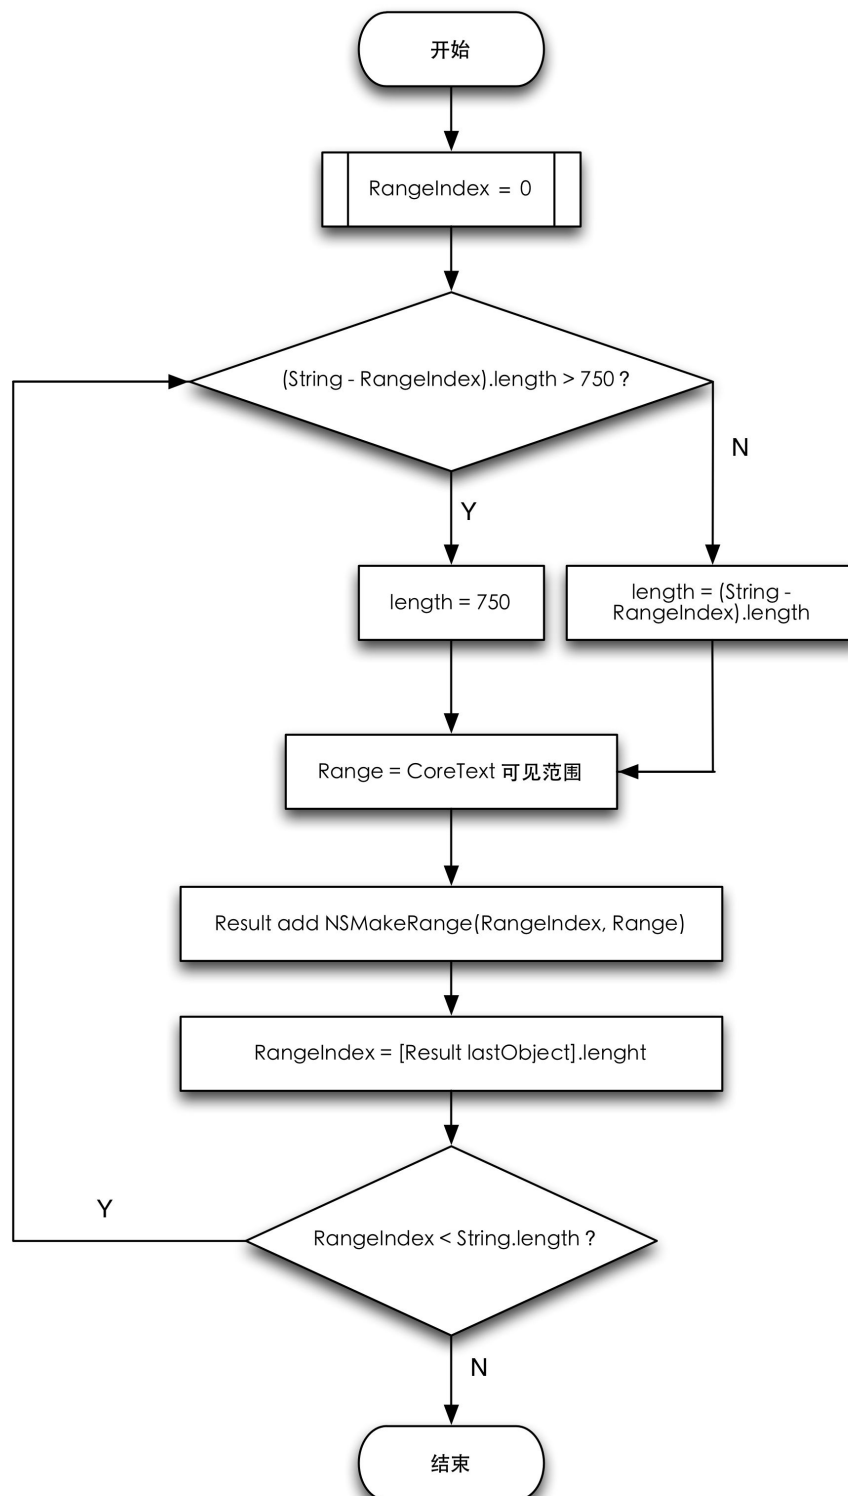 开始
RangeIndex = 0
(String - RangeIndex).length > 750 ?
N
Y
length = 750
length = (String -
RangeIndex).length
Range = CoreText 可见范围
Result add NSMakeRange(RangeIndex, Range)
RangeIndex = [Result lastObject].lenght
Y
RangeIndex < String.length ?
N
结束